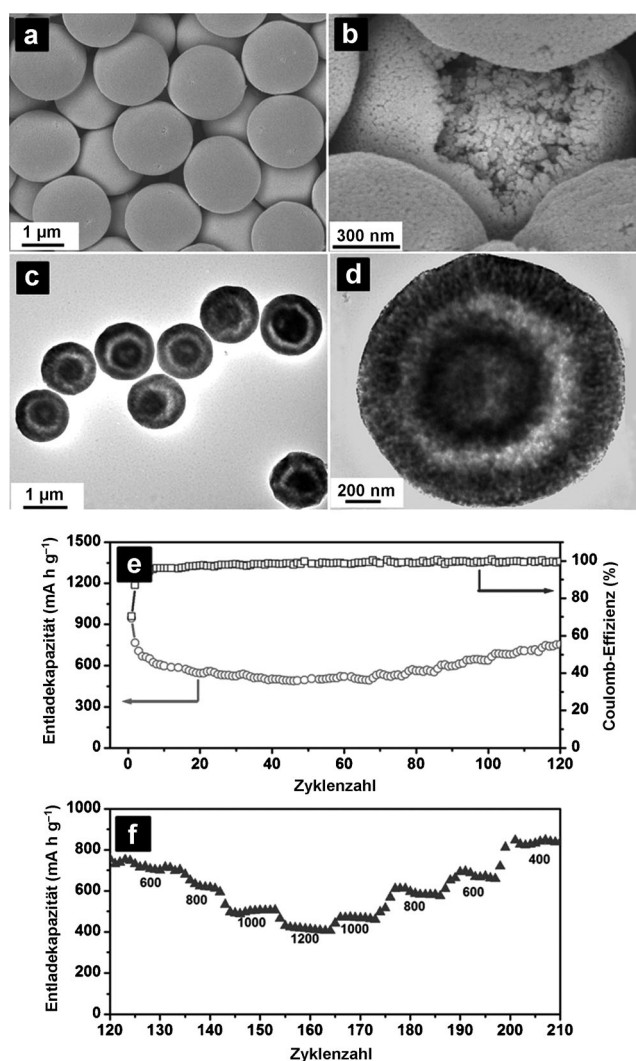 a
b
1 µm
300 nm
c
d
1 µm
200 nm
e
1500
1200
900
600
300
0
Entladekapazität (mA h g⁻¹)
100
80
60
40
20
0
Coulomb-Effizienz (%)
0 20 40 60 80 100 120
Zyklenzahl
f
1000
800
600
400
200
0
Entladekapazität (mA h g⁻¹)
600
800
1000
1200
1000
800
600
400
120 130 140 150 160 170 180 190 200 210
Zyklenzahl